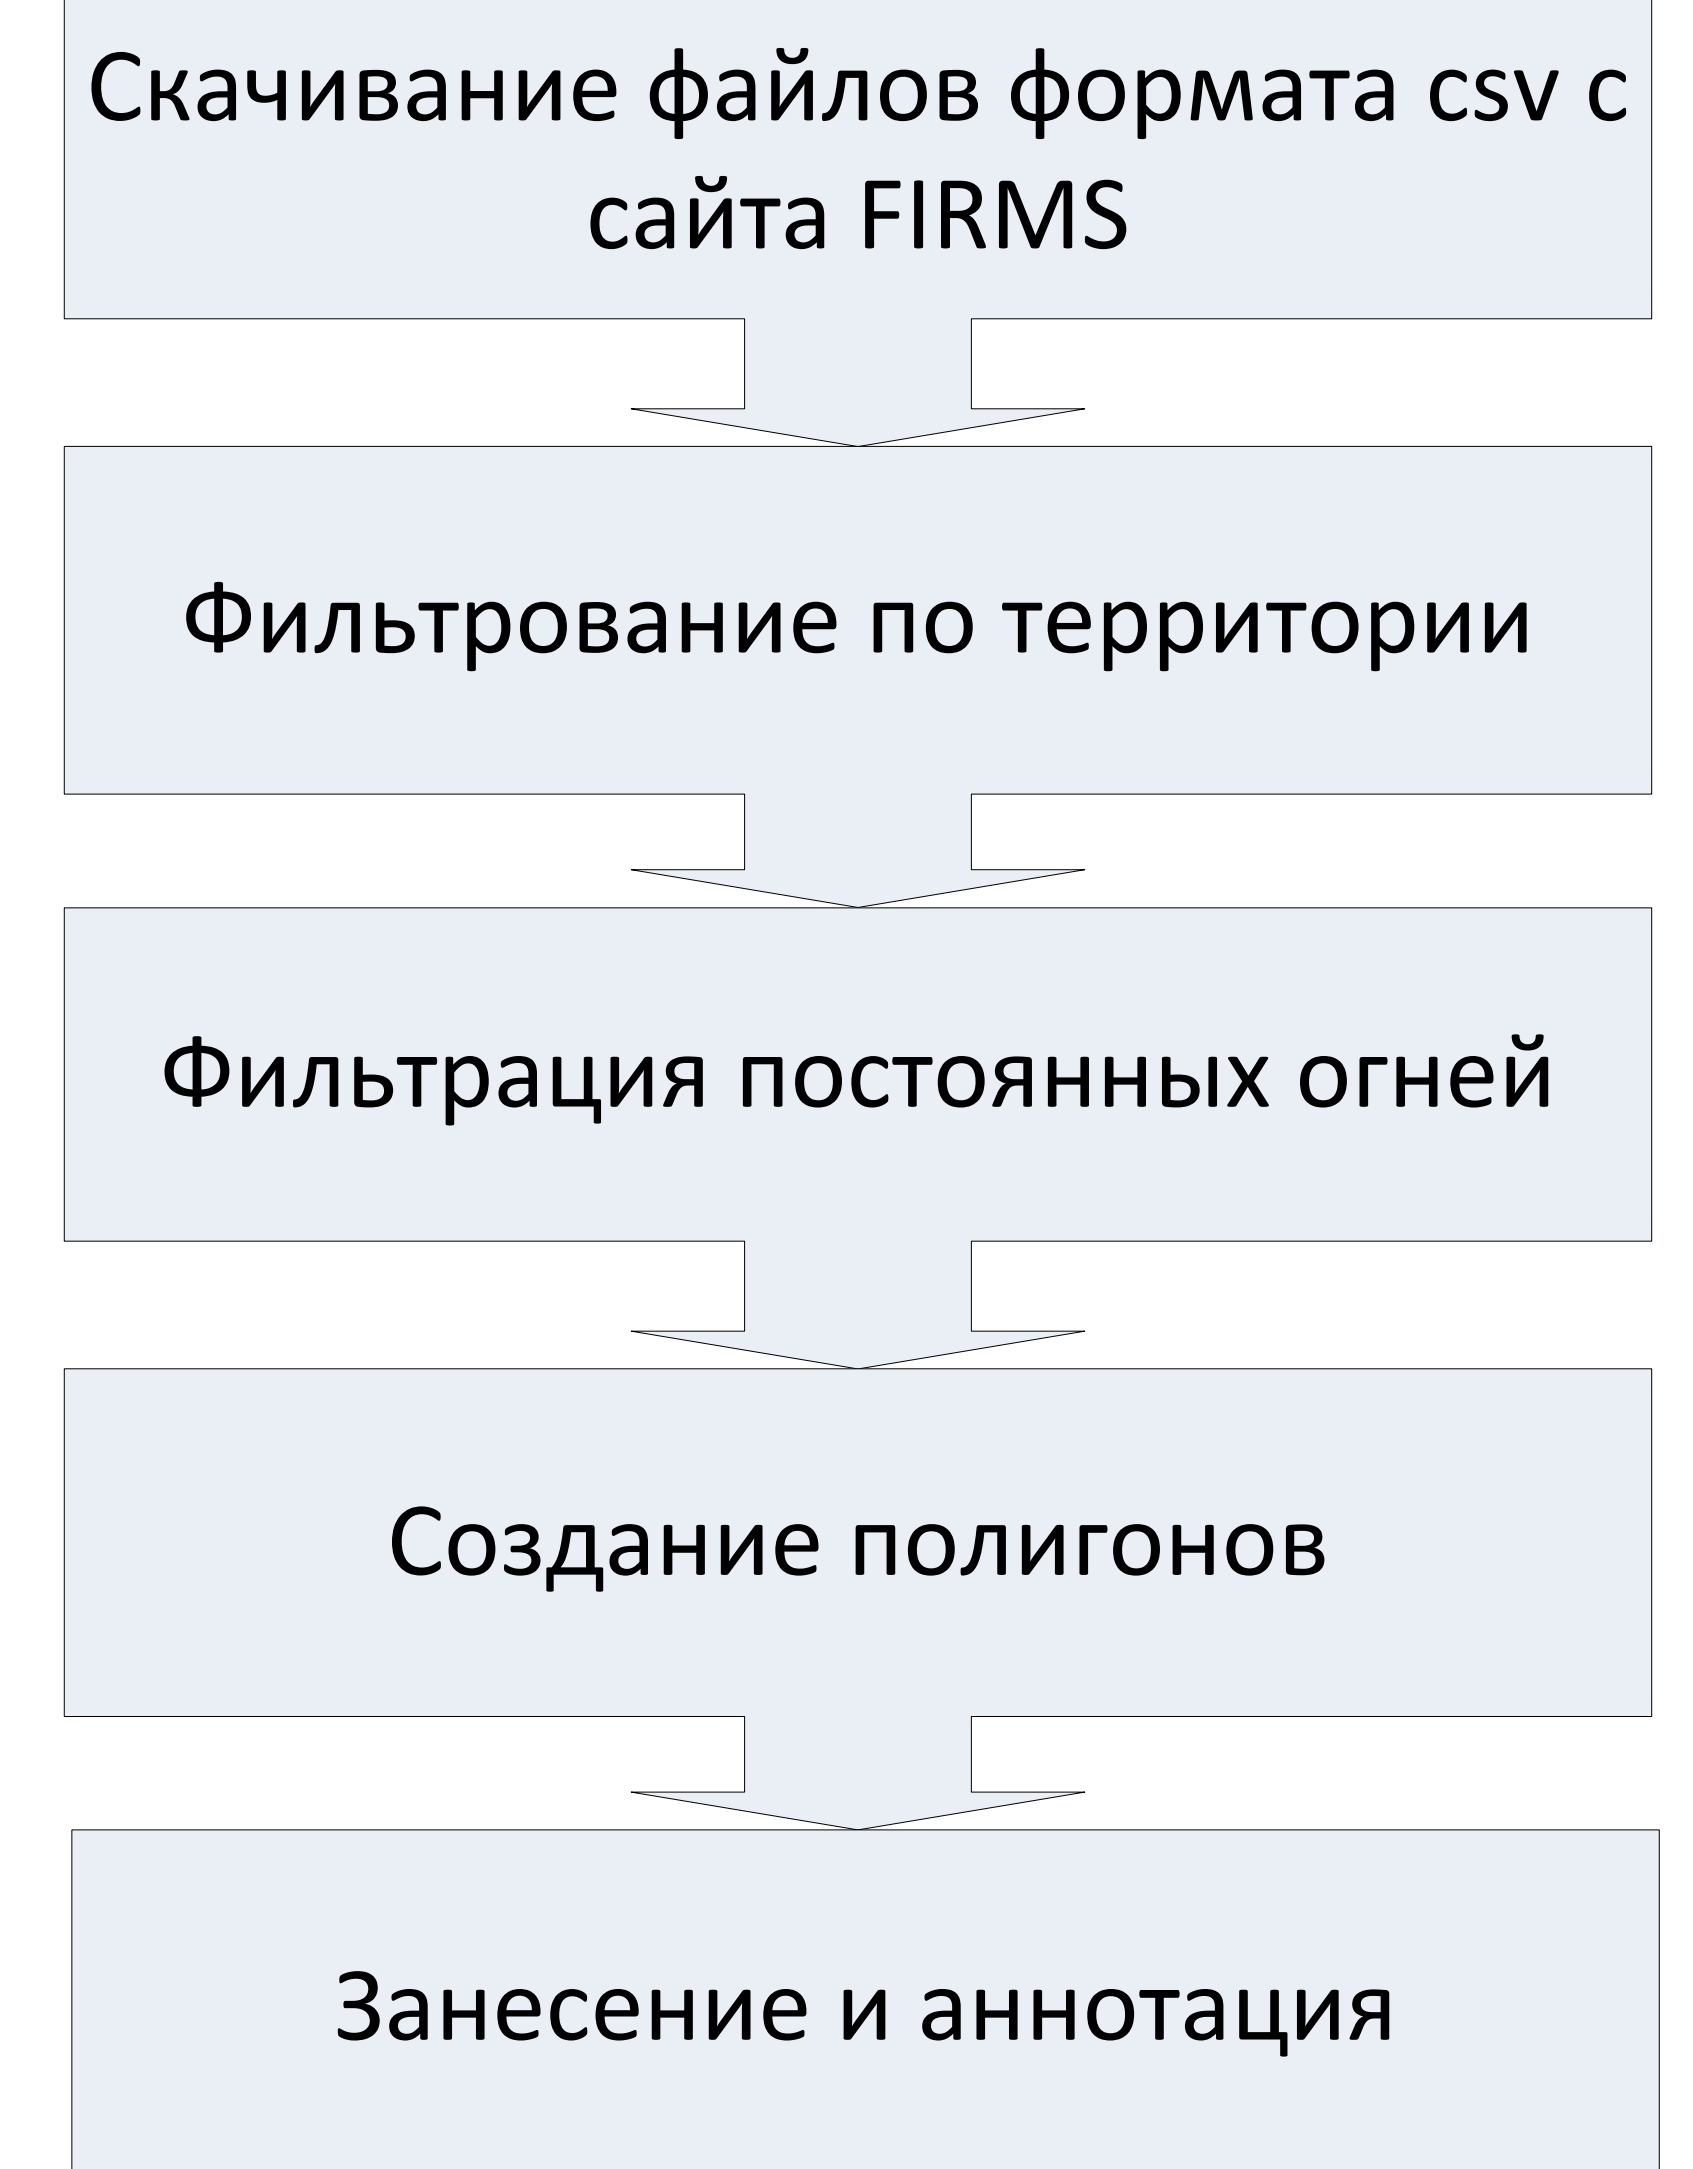 Скачивание файлов формата csv с
сайта FIRMS
Фильтрование по территории
Фильтрация постоянных огней
Создание полигонов
Занесение и аннотация